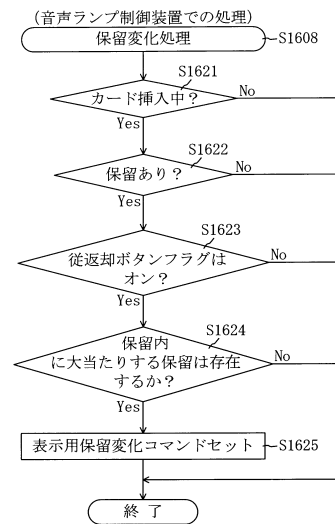 (音声ランプ制御装置での処理)
保留変化処理
S1608
S1621
カード挿入中？
No
Yes
S1622
保留あり？
No
Yes
S1623
従返却ボタンフラグは
オン？
No
Yes
S1624
保留内
に大当たりする保留は存在
するか？
No
Yes
表示用保留変化コマンドセット
S1625
終 了